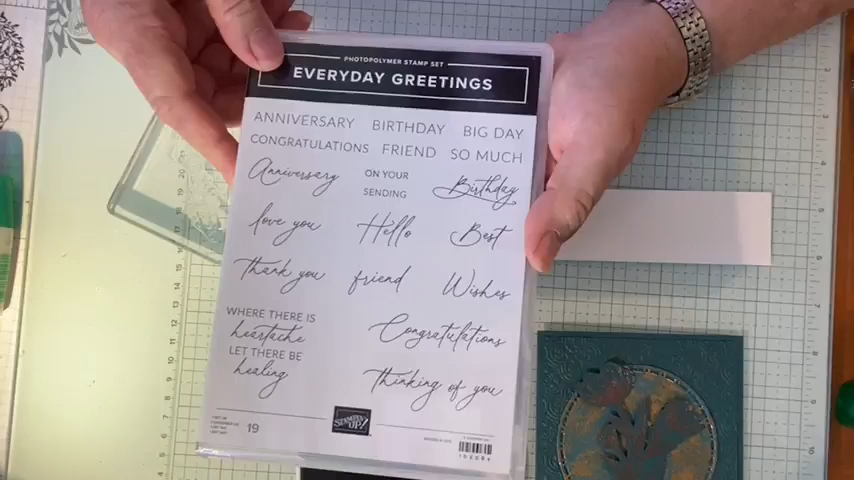 PHOTOPOLYMER STAMP SET
EVERYDAY GREETINGS
ANNIVERSARY BIRTHDAY BIG DAY
CONGRATULATIONS FRIEND SO MUCH
Anniversary ON YOUR Birthday
SENDING
love you Hello Best
Thank you friend Wishes
WHERE THERE IS
heartache
LET THERE BE
healing
Congratulations
Thinking of you
19
STAMPIN' UP!